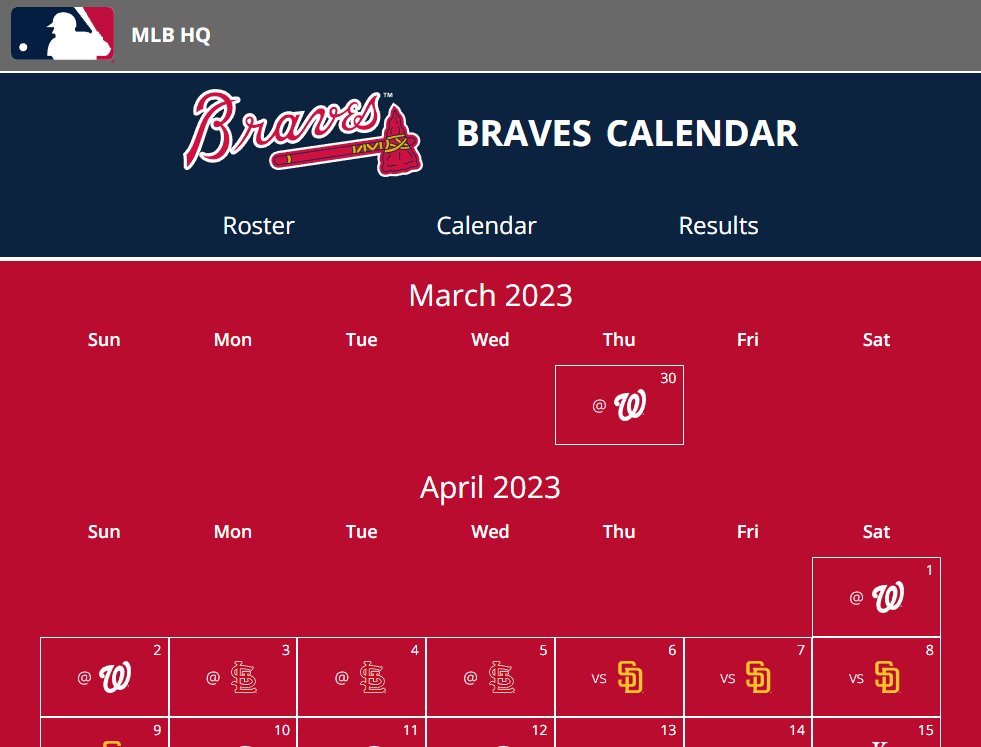 MLB HQ
Braves™ BRAVES CALENDAR
Roster Calendar Results
March 2023
Sun Mon Tue Wed Thu Fri Sat
30
@ W
April 2023
Sun Mon Tue Wed Thu Fri Sat
1
@ W
2 3 4 5 6 7 8
@ W @ STL @ STL @ STL VS SD VS SD VS SD
9 10 11 12 13 14 15